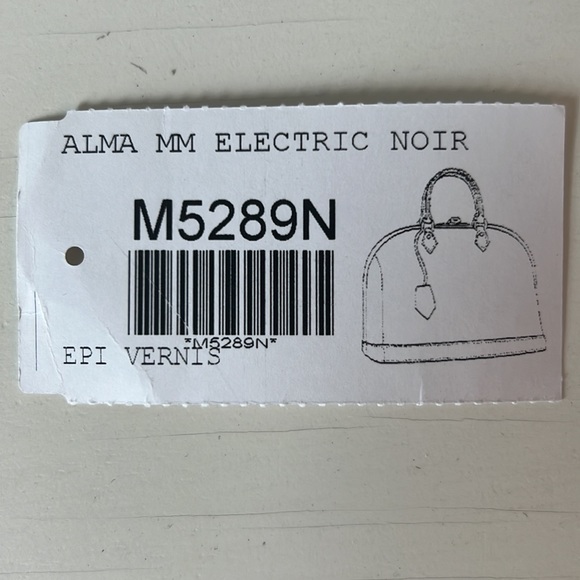 ALMA MM ELECTRIC NOIR
M5289N
*M5289N*
EPI VERNIS